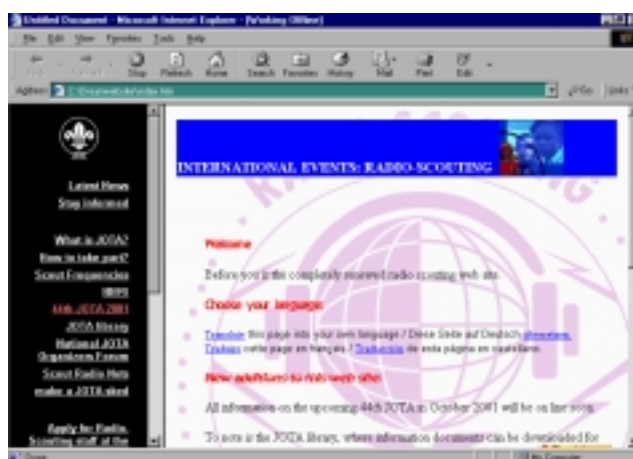 Untitled Document - Microsoft Internet Explorer - [Working Offline]
File Edit View Favorites Tools Help
Stop Refresh Home Search Favorites History Mail Print Edit
Address
Go Links
Latest News
Stay informed
What is JOTA?
How to take part?
Scout Frequencies
44th JOTA 2001
JOTA library
National JOTA
Organizers Forum
Scout Radio Nets
make a JOTA sked
Apply for Radio-
Scouting staff at the
INTERNATIONAL EVENTS: RADIO-SCOUTING
Welcome
Before you is the completely renewed radio scouting web site.
Choose your language:
Translate this page into your own language / Diese Seite auf Deutsch
cette page en français / de esta página en castellano.
New additions to this web site:
All information on the upcoming 44th JOTA in October 2001 will be on line soon.
To note is the JOTA library, where information documents can be downloaded for
Done
My Computer